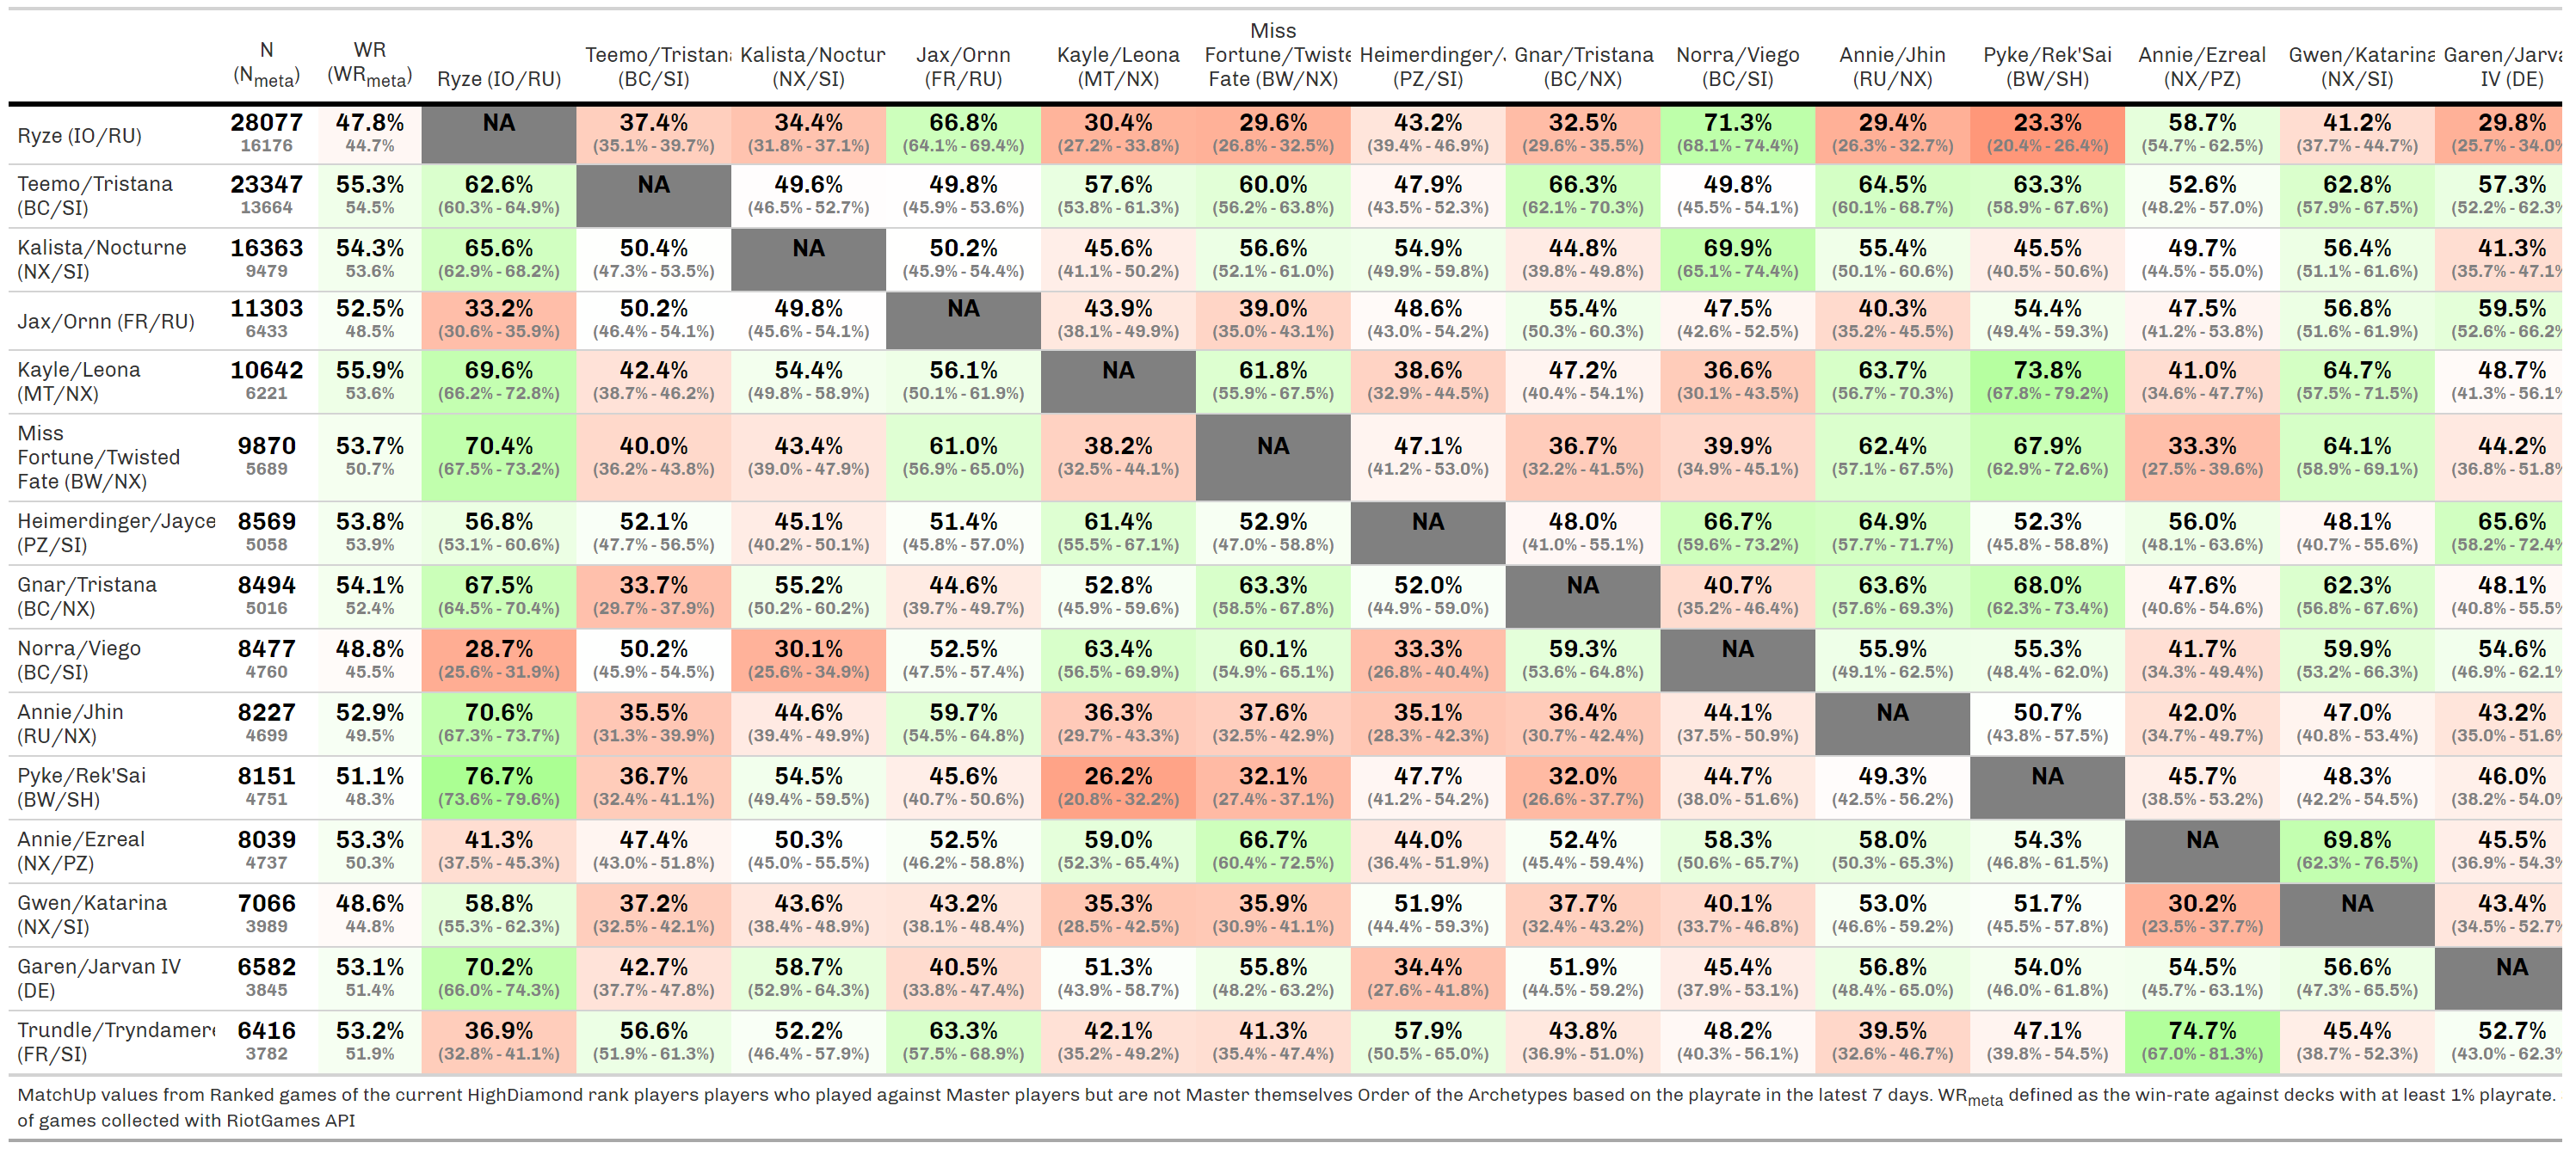 Miss
N WR Teemo/Tristana Kalista/Noctur Jax/Ornn Kayle/Leona Fortune/Twiste Heimerdinger/J Gnar/Tristana Norra/Viego Annie/Jhin Pyke/Rek'Sai Annie/Ezreal Gwen/Katarina Garen/Jarva
(Nmeta) (WRmeta) Ryze (IO/RU) (BC/SI) (NX/SI) (FR/RU) (MT/NX) Fate (BW/NX) (PZ/SI) (BC/NX) (BC/SI) (RU/NX) (BW/SH) (NX/PZ) (NX/SI) IV (DE)
Ryze (IO/RU) 28077 47.8% NA 37.4% 34.4% 66.8% 30.4% 29.6% 43.2% 32.5% 71.3% 29.4% 23.3% 58.7% 41.2% 29.8%
16176 44.7% (35.1% - 39.7%) (31.8% - 37.1%) (64.1% - 69.4%) (27.2% - 33.8%) (26.8% - 32.5%) (39.4% - 46.9%) (29.6% - 35.5%) (68.1% - 74.4%) (26.3% - 32.7%) (20.4% - 26.4%) (54.7% - 62.5%) (37.7% - 44.7%) (25.7% - 34.0%
Teemo/Tristana 23347 55.3% 62.6% NA 49.6% 49.8% 57.6% 60.0% 47.9% 66.3% 49.8% 64.5% 63.3% 52.6% 62.8% 57.3%
(BC/SI) 13664 54.5% (60.3% - 64.9%) (46.5% - 52.7%) (45.9% - 53.6%) (53.8% - 61.3%) (56.2% - 63.8%) (43.5% - 52.3%) (62.1% - 70.3%) (45.5% - 54.1%) (60.1% - 68.7%) (58.9% - 67.6%) (48.2% - 57.0%) (57.9% - 67.5%) (52.2% - 62.3%
Kalista/Nocturne 16363 54.3% 65.6% 50.4% NA 50.2% 45.6% 56.6% 54.9% 44.8% 69.9% 55.4% 45.5% 49.7% 56.4% 41.3%
(NX/SI) 9479 53.6% (62.9% - 68.2%) (47.3% - 53.5%) (45.9% - 54.4%) (41.1% - 50.2%) (52.1% - 61.0%) (49.9% - 59.8%) (39.8% - 49.8%) (65.1% - 74.4%) (50.1% - 60.6%) (40.5% - 50.6%) (44.5% - 55.0%) (51.1% - 61.6%) (35.7% - 47.1%
Jax/Ornn (FR/RU) 11303 52.5% 33.2% 50.2% 49.8% NA 43.9% 39.0% 48.6% 55.4% 47.5% 40.3% 54.4% 47.5% 56.8% 59.5%
6433 48.5% (30.6% - 35.9%) (46.4% - 54.1%) (45.6% - 54.1%) (38.1% - 49.9%) (35.0% - 43.1%) (43.0% - 54.2%) (50.3% - 60.3%) (42.6% - 52.5%) (35.2% - 45.5%) (49.4% - 59.3%) (41.2% - 53.8%) (51.6% - 61.9%) (52.6% - 66.2%
Kayle/Leona 10642 55.9% 69.6% 42.4% 54.4% 56.1% NA 61.8% 38.6% 47.2% 36.6% 63.7% 73.8% 41.0% 64.7% 48.7%
(MT/NX) 6221 53.6% (66.2% - 72.8%) (38.7% - 46.2%) (49.8% - 58.9%) (50.1% - 61.9%) (55.9% - 67.5%) (32.9% - 44.5%) (40.4% - 54.1%) (30.1% - 43.5%) (56.7% - 70.3%) (67.8% - 79.2%) (34.6% - 47.7%) (57.5% - 71.5%) (41.3% - 56.1%
Miss
Fortune/Twisted 9870 53.7% 70.4% 40.0% 43.4% 61.0% 38.2% NA 47.1% 36.7% 39.9% 62.4% 67.9% 33.3% 64.1% 44.2%
Fate (BW/NX) 5689 50.7% (67.5% - 73.2%) (36.2% - 43.8%) (39.0% - 47.9%) (56.9% - 65.0%) (32.5% - 44.1%) (41.2% - 53.0%) (32.2% - 41.5%) (34.9% - 45.1%) (57.1% - 67.5%) (62.9% - 72.6%) (27.5% - 39.6%) (58.9% - 69.1%) (36.8% - 51.8%
Heimerdinger/Jayce 8569 53.8% 56.8% 52.1% 45.1% 51.4% 61.4% 52.9% NA 48.0% 66.7% 64.9% 52.3% 56.0% 48.1% 65.6%
(PZ/SI) 5058 53.9% (53.1% - 60.6%) (47.7% - 56.5%) (40.2% - 50.1%) (45.8% - 57.0%) (55.5% - 67.1%) (47.0% - 58.8%) (41.0% - 55.1%) (59.6% - 73.2%) (57.7% - 71.7%) (45.8% - 58.8%) (48.1% - 63.6%) (40.7% - 55.6%) (58.2% - 72.4%
Gnar/Tristana 8494 54.1% 67.5% 33.7% 55.2% 44.6% 52.8% 63.3% 52.0% NA 40.7% 63.6% 68.0% 47.6% 62.3% 48.1%
(BC/NX) 5016 52.4% (64.5% - 70.4%) (29.7% - 37.9%) (50.2% - 60.2%) (39.7% - 49.7%) (45.9% - 59.6%) (58.5% - 67.8%) (44.9% - 59.0%) (35.2% - 46.4%) (57.6% - 69.3%) (62.3% - 73.4%) (40.6% - 54.6%) (56.8% - 67.6%) (40.8% - 55.5%
Norra/Viego 8477 48.8% 28.7% 50.2% 30.1% 52.5% 63.4% 60.1% 33.3% 59.3% NA 55.9% 55.3% 41.7% 59.9% 54.6%
(BC/SI) 4760 45.5% (25.6% - 31.9%) (45.9% - 54.5%) (25.6% - 34.9%) (47.5% - 57.4%) (56.5% - 69.9%) (54.9% - 65.1%) (26.8% - 40.4%) (53.6% - 64.8%) (49.1% - 62.5%) (48.4% - 62.0%) (34.3% - 49.4%) (53.2% - 66.3%) (46.9% - 62.1%
Annie/Jhin 8227 52.9% 70.6% 35.5% 44.6% 59.7% 36.3% 37.6% 35.1% 36.4% 44.1% NA 50.7% 42.0% 47.0% 43.2%
(RU/NX) 4699 49.5% (67.3% - 73.7%) (31.3% - 39.9%) (39.4% - 49.9%) (54.5% - 64.8%) (29.7% - 43.3%) (32.5% - 42.9%) (28.3% - 42.3%) (30.7% - 42.4%) (37.5% - 50.9%) (43.8% - 57.5%) (34.7% - 49.7%) (40.8% - 53.4%) (35.0% - 51.6%
Pyke/Rek'Sai 8151 51.1% 76.7% 36.7% 54.5% 45.6% 26.2% 32.1% 47.7% 32.0% 44.7% 49.3% NA 45.7% 48.3% 46.0%
(BW/SH) 4751 48.3% (73.6% - 79.6%) (32.4% - 41.1%) (49.4% - 59.5%) (40.7% - 50.6%) (20.8% - 32.2%) (27.4% - 37.1%) (41.2% - 54.2%) (26.6% - 37.7%) (38.0% - 51.6%) (42.5% - 56.2%) (38.5% - 53.2%) (42.2% - 54.5%) (38.2% - 54.0%
Annie/Ezreal 8039 53.3% 41.3% 47.4% 50.3% 52.5% 59.0% 66.7% 44.0% 52.4% 58.3% 58.0% 54.3% NA 69.8% 45.5%
(NX/PZ) 4737 50.3% (37.5% - 45.3%) (43.0% - 51.8%) (45.0% - 55.5%) (46.2% - 58.8%) (52.3% - 65.4%) (60.4% - 72.5%) (36.4% - 51.9%) (45.4% - 59.4%) (50.6% - 65.7%) (50.3% - 65.3%) (46.8% - 61.5%) (62.3% - 76.5%) (36.9% - 54.3%
Gwen/Katarina 7066 48.6% 58.8% 37.2% 43.6% 43.2% 35.3% 35.9% 51.9% 37.7% 40.1% 53.0% 51.7% 30.2% NA 43.4%
(NX/SI) 3989 44.8% (55.3% - 62.3%) (32.5% - 42.1%) (38.4% - 48.9%) (38.1% - 48.4%) (28.5% - 42.5%) (30.9% - 41.1%) (44.4% - 59.3%) (32.4% - 43.2%) (33.7% - 46.8%) (46.6% - 59.2%) (45.5% - 57.8%) (23.5% - 37.7%) (34.5% - 52.7%
Garen/Jarvan IV 6582 53.1% 70.2% 42.7% 58.7% 40.5% 51.3% 55.8% 34.4% 51.9% 45.4% 56.8% 54.0% 54.5% 56.6% NA
(DE) 3845 51.4% (66.0% - 74.3%) (37.7% - 47.8%) (52.9% - 64.3%) (33.8% - 47.4%) (43.9% - 58.7%) (48.2% - 63.2%) (27.6% - 41.8%) (44.5% - 59.2%) (37.9% - 53.1%) (48.4% - 65.0%) (46.0% - 61.8%) (45.7% - 63.1%) (47.3% - 65.5%)
Trundle/Tryndamere 6416 53.2% 36.9% 56.6% 52.2% 63.3% 42.1% 41.3% 57.9% 43.8% 48.2% 39.5% 47.1% 74.7% 45.4% 52.7%
(FR/SI) 3782 51.9% (32.8% - 41.1%) (51.9% - 61.3%) (46.4% - 57.9%) (57.5% - 68.9%) (35.2% - 49.2%) (35.4% - 47.4%) (50.5% - 65.0%) (36.9% - 51.0%) (40.3% - 56.1%) (32.6% - 46.7%) (39.8% - 54.5%) (67.0% - 81.3%) (38.7% - 52.3%) (43.0% - 62.3%
MatchUp values from Ranked games of the current HighDiamond rank players players who played against Master players but are not Master themselves Order of the Archetypes based on the playrate in the latest 7 days. WRmeta defined as the win-rate against decks with at least 1% playrate.
of games collected with RiotGames API